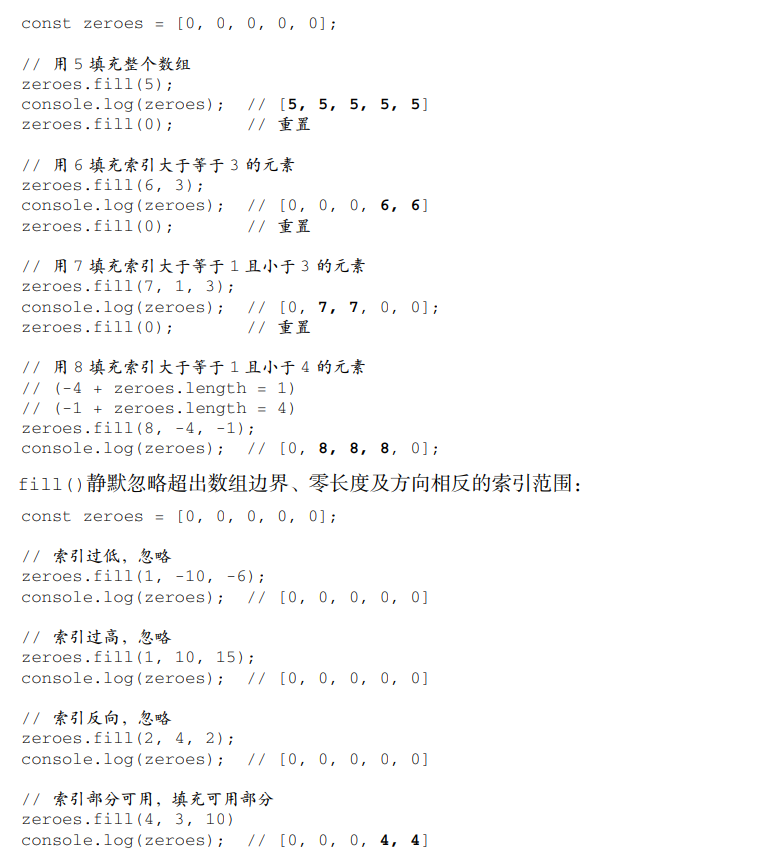 const zeroes = [0, 0, 0, 0, 0];
// 用 5 填充整个数组
zeroes.fill(5);
console.log(zeroes);  // [5, 5, 5, 5, 5]
zeroes.fill(0);       // 重置
// 用 6 填充索引大于等于 3 的元素
zeroes.fill(6, 3);
console.log(zeroes);  // [0, 0, 0, 6, 6]
zeroes.fill(0);       // 重置
// 用 7 填充索引大于等于 1 且小于 3 的元素
zeroes.fill(7, 1, 3);
console.log(zeroes);  // [0, 7, 7, 0, 0];
zeroes.fill(0);       // 重置
// 用 8 填充索引大于等于 1 且小于 4 的元素
// (-4 + zeroes.length = 1)
// (-1 + zeroes.length = 4)
zeroes.fill(8, -4, -1);
console.log(zeroes);  // [0, 8, 8, 8, 0];
fill()静默忽略超出数组边界、零长度及方向相反的索引范围：
const zeroes = [0, 0, 0, 0, 0];
// 索引过低，忽略
zeroes.fill(1, -10, -6);
console.log(zeroes);  // [0, 0, 0, 0, 0]
// 索引过高，忽略
zeroes.fill(1, 10, 15);
console.log(zeroes);  // [0, 0, 0, 0, 0]
// 索引反向，忽略
zeroes.fill(2, 4, 2);
console.log(zeroes);  // [0, 0, 0, 0, 0]
// 索引部分可用，填充可用部分
zeroes.fill(4, 3, 10)
console.log(zeroes);  // [0, 0, 0, 4, 4]